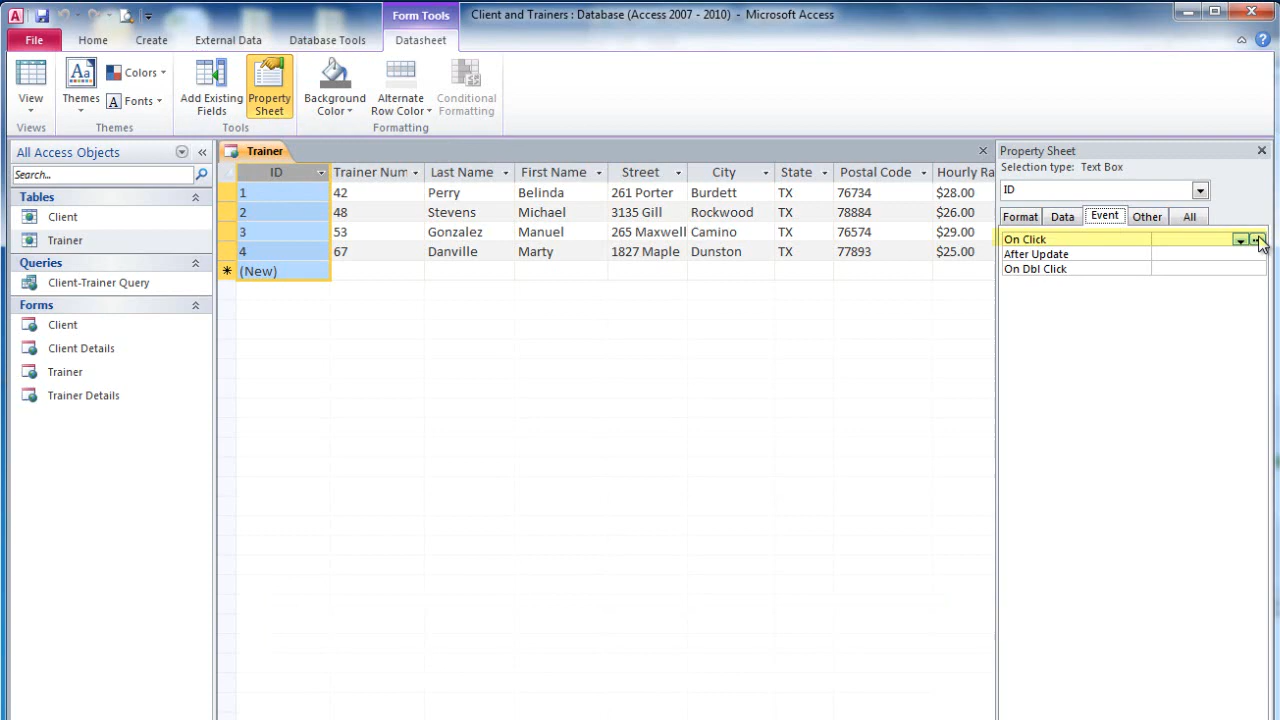 Form Tools
Client and Trainers : Database (Access 2007 - 2010) - Microsoft Access
File Home Create External Data Database Tools Datasheet
View
Themes
Colors
Fonts
Add Existing Fields
Property Sheet
Background Color
Alternate Row Color
Conditional Formatting
Views Themes Tools Formatting
All Access Objects
Search...
Tables
Client
Trainer
Queries
Client-Trainer Query
Forms
Client
Client Details
Trainer
Trainer Details
Trainer
ID Trainer Num Last Name First Name Street City State Postal Code Hourly Ra
1 42 Perry Belinda 261 Porter Burdett TX 76734 $28.00
2 48 Stevens Michael 3135 Gill Rockwood TX 78884 $26.00
3 53 Gonzalez Manuel 265 Maxwell Camino TX 76574 $29.00
4 67 Danville Marty 1827 Maple Dunston TX 77893 $25.00
* (New)
Property Sheet
Selection type: Text Box
ID
Format Data Event Other All
On Click
After Update
On Dbl Click